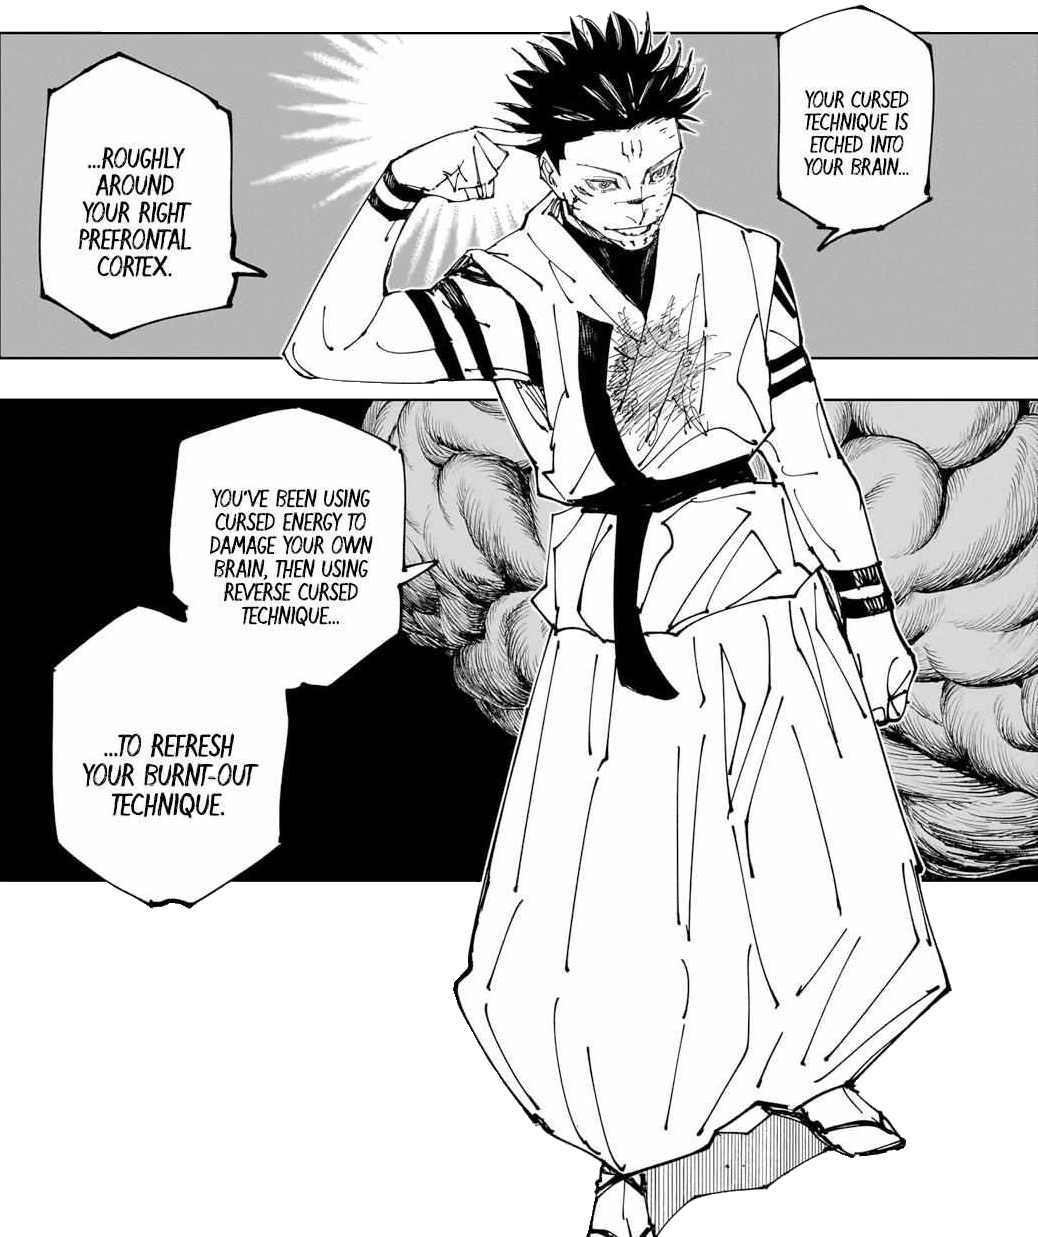 YOUR CURSED
TECHNIQUE IS
ETCHED INTO
YOUR BRAIN...
...ROUGHLY
AROUND
YOUR RIGHT
PREFRONTAL
CORTEX.
YOU'VE BEEN USING
CURSED ENERGY TO
DAMAGE YOUR OWN
BRAIN, THEN USING
REVERSE CURSED
TECHNIQUE...
...TO REFRESH
YOUR BURNT-OUT
TECHNIQUE.